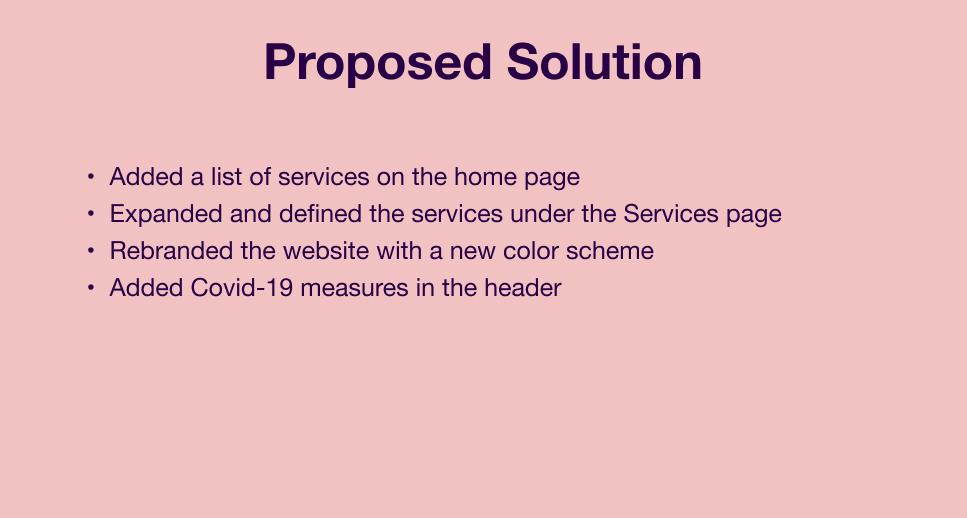 Proposed Solution
• Added a list of services on the home page
• Expanded and defined the services under the Services page
• Rebranded the website with a new color scheme
• Added Covid-19 measures in the header